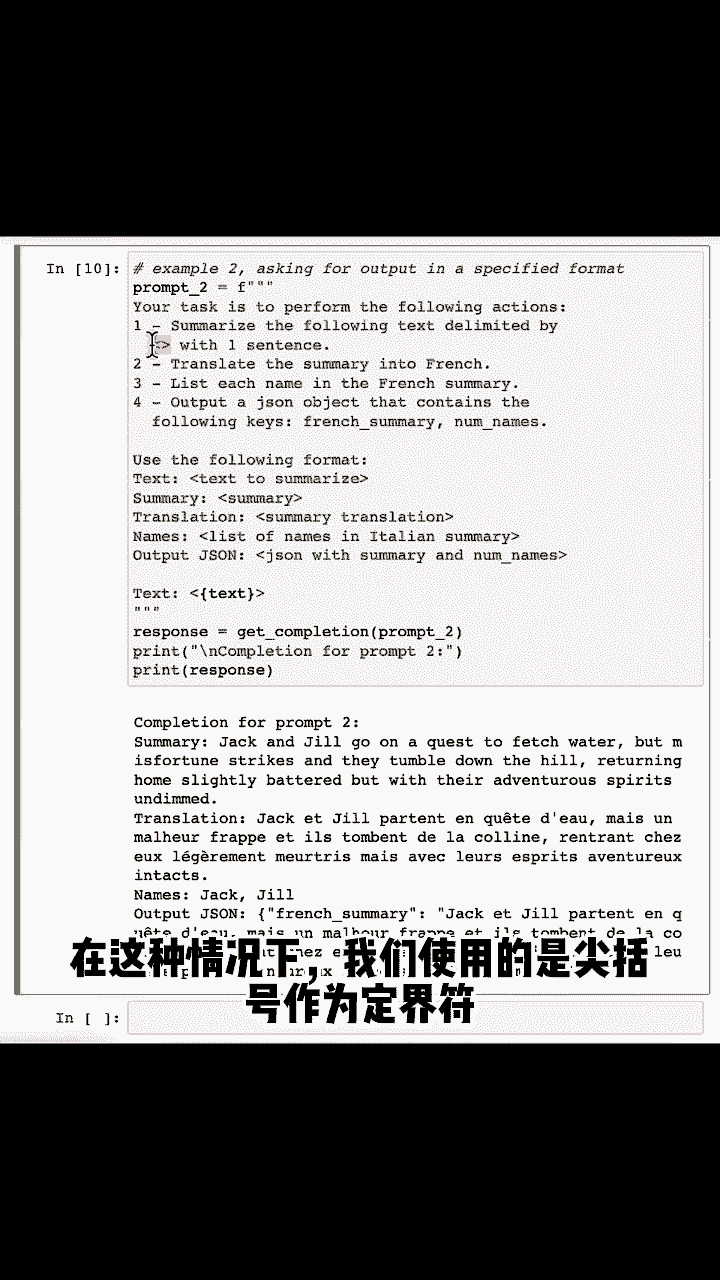 In [10]:
# example 2, asking for output in a specified format
prompt_2 = f"""
Your task is to perform the following actions:
1 - Summarize the following text delimited by
<> with 1 sentence.
2 - Translate the summary into French.
3 - List each name in the French summary.
4 - Output a json object that contains the
following keys: french_summary, num_names.
Use the following format:
Text: <text to summarize>
Summary: <summary>
Translation: <summary translation>
Names: <list of names in Italian summary>
Output JSON: <json with summary and num_names>
Text: <{text}>
"""
response = get_completion(prompt_2)
print("\nCompletion for prompt 2:")
print(response)
Completion for prompt 2:
Summary: Jack and Jill go on a quest to fetch water, but m
isfortune strikes and they tumble down the hill, returning
home slightly battered but with their adventurous spirits
undimmed.
Translation: Jack et Jill partent en quête d'eau, mais un
malheur frappe et ils tombent de la colline, rentrant chez
eux légèrement meurtris mais avec leurs esprits aventureux
intacts.
Names: Jack, Jill
Output JSON: {"french_summary": "Jack et Jill partent en q
uête d'eau, mais un malheur frappe et ils tombent de la co
leu
在这种情况下，我们使用的是尖括
号作为定界符
In [ ]: